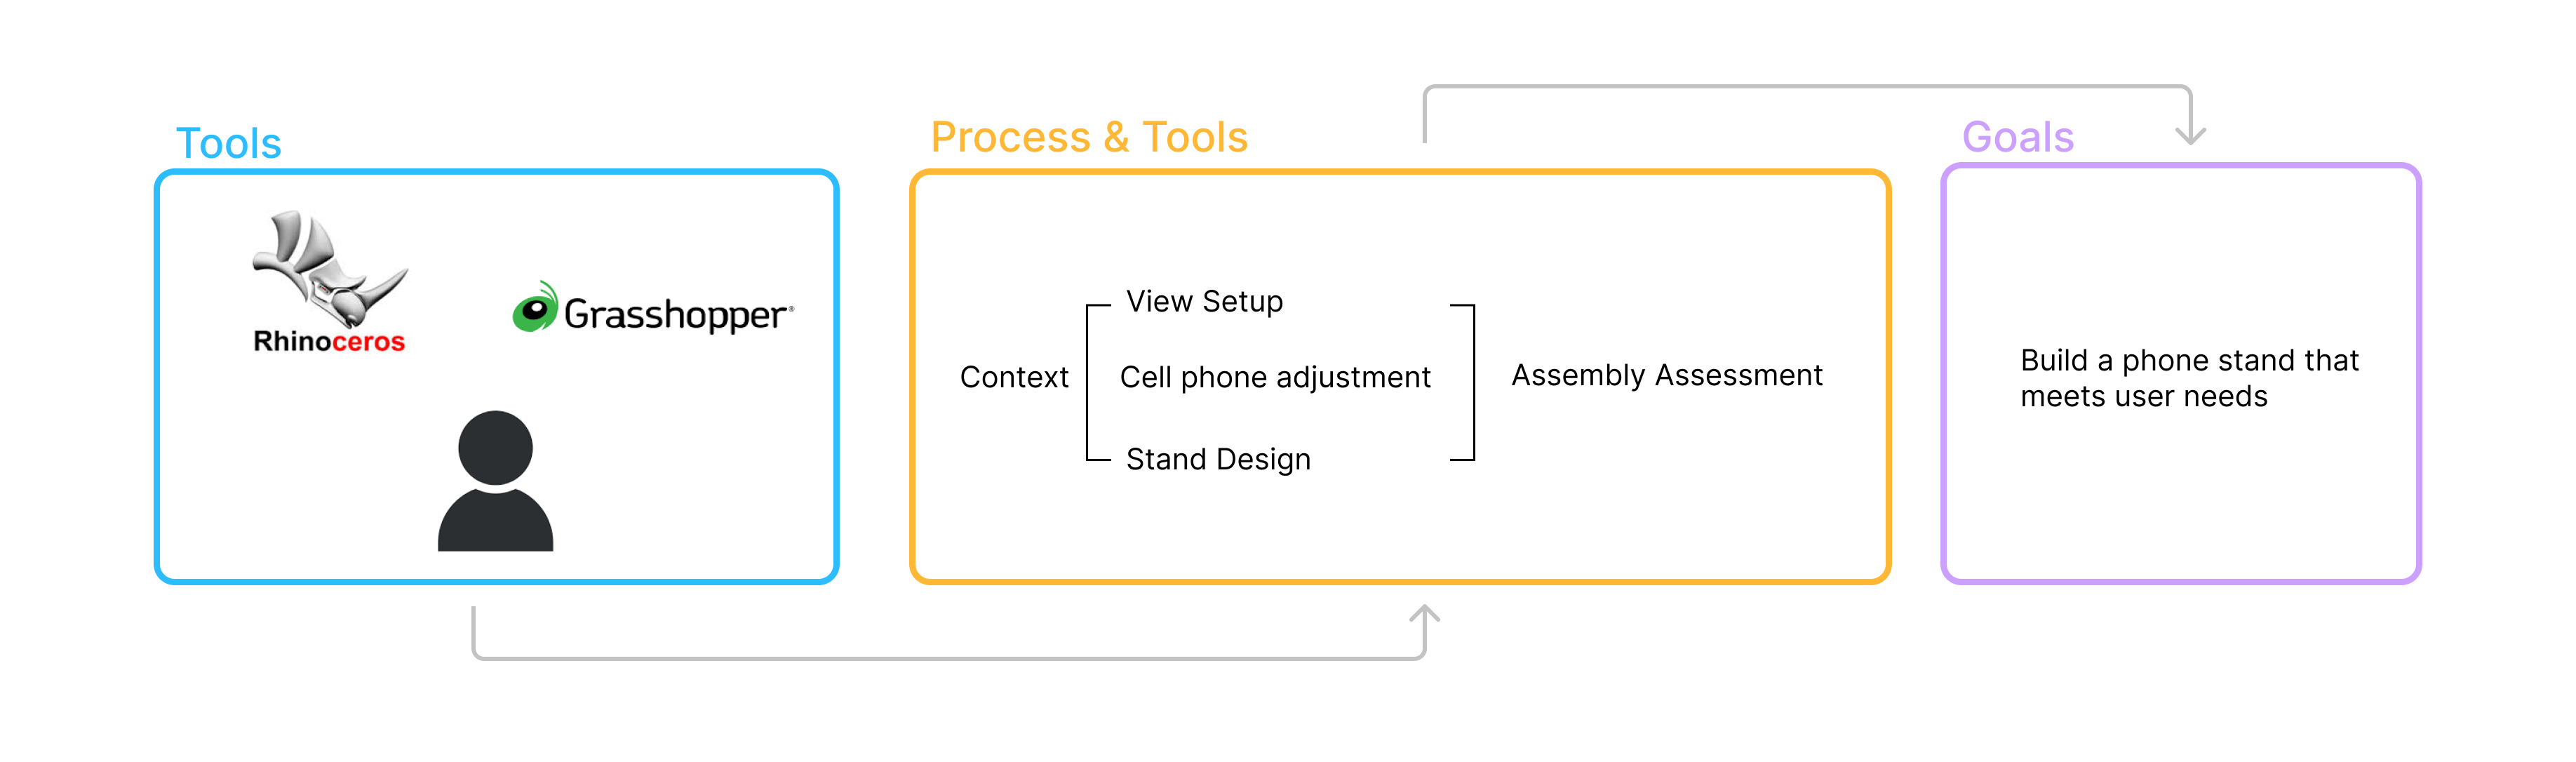 Tools
Process & Tools
Goals
Rhinoceros
Grasshopper®
View Setup
Context
Cell phone adjustment
Assembly Assessment
Stand Design
Build a phone stand that
meets user needs